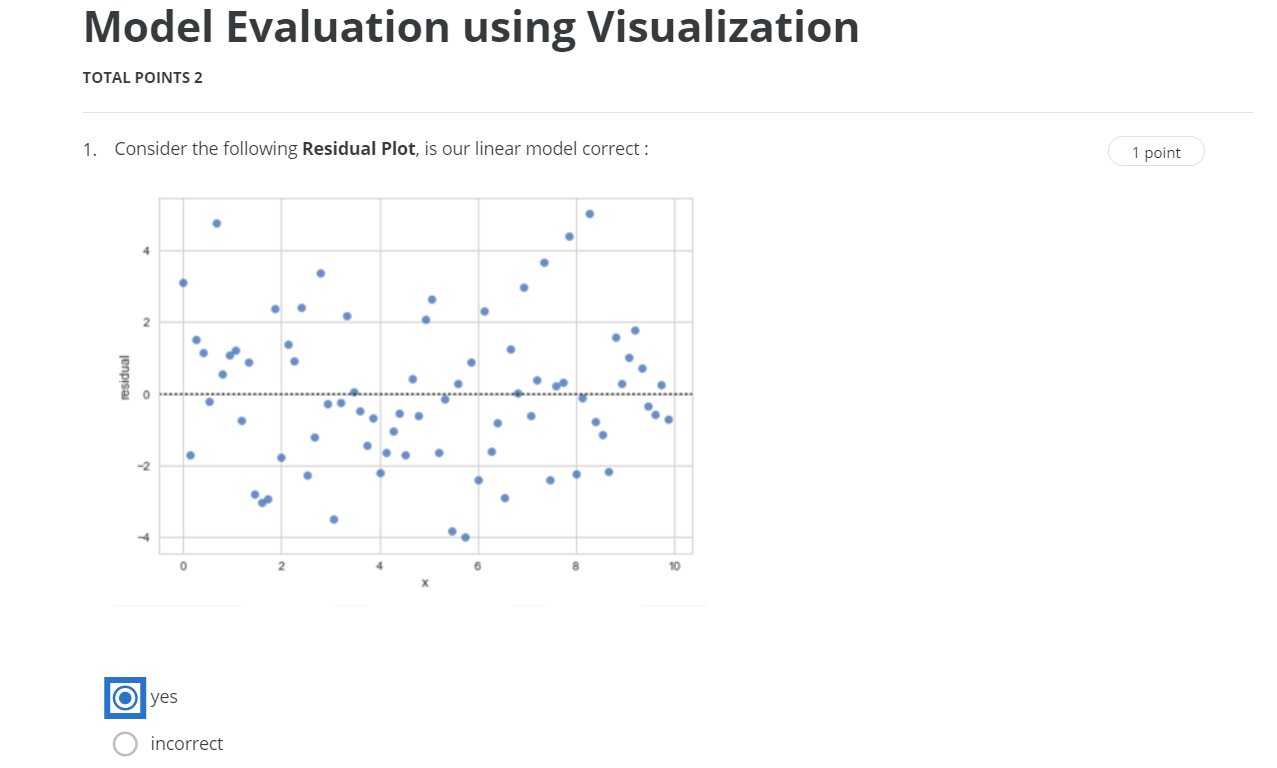 Model Evaluation using Visualization
TOTAL POINTS 2
1. Consider the following Residual Plot, is our linear model correct :
1 point
4
2
0
−2
−4
residual
0 2 4 6 8 10
x
yes
incorrect